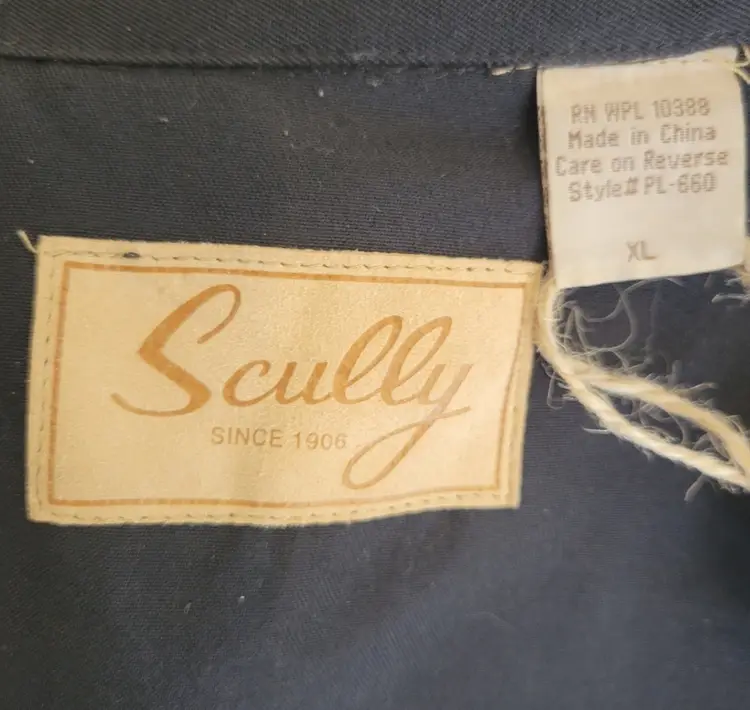 RN WPL 10388
Made in China
Care on Reverse
Style# PL-660
XL
Scully
SINCE 1906